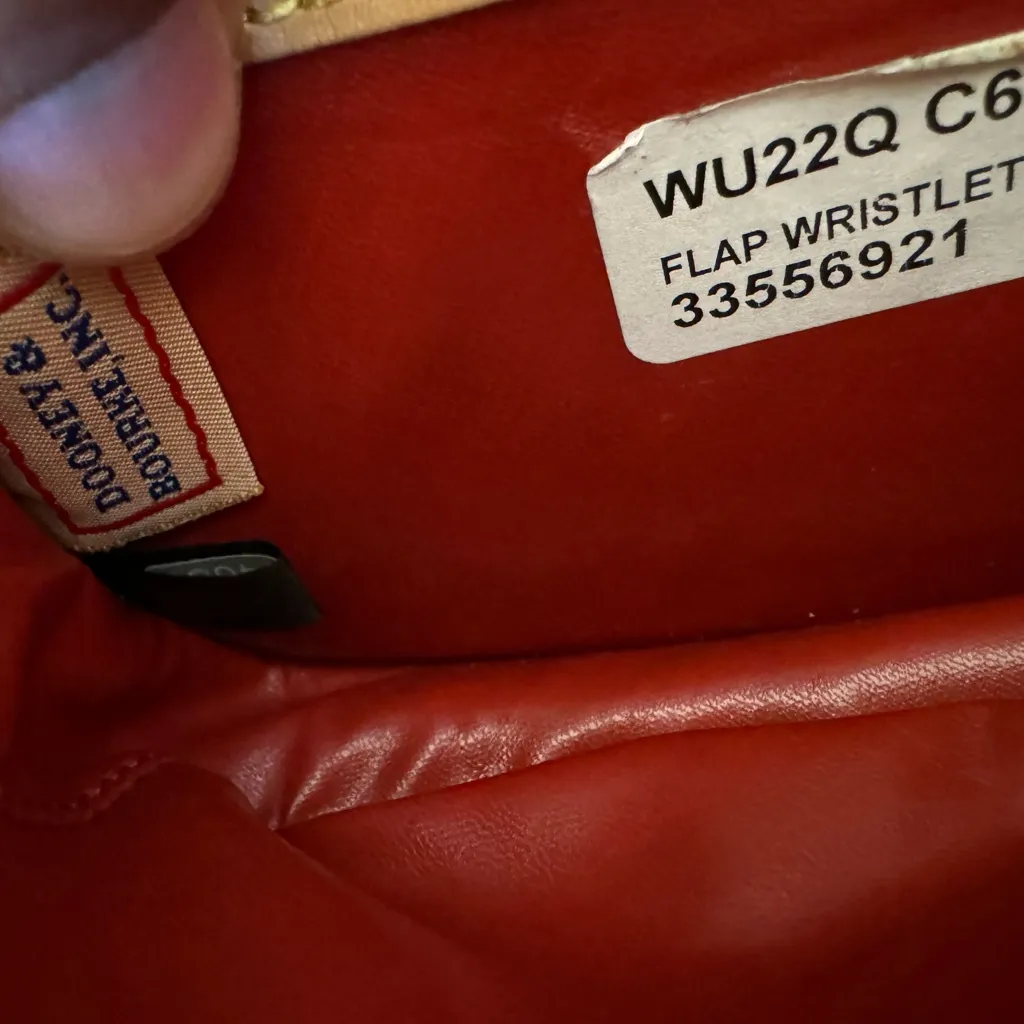 WU22Q C6
FLAP WRISTLET
33556921
DOONEY &
BOURKE, INC.